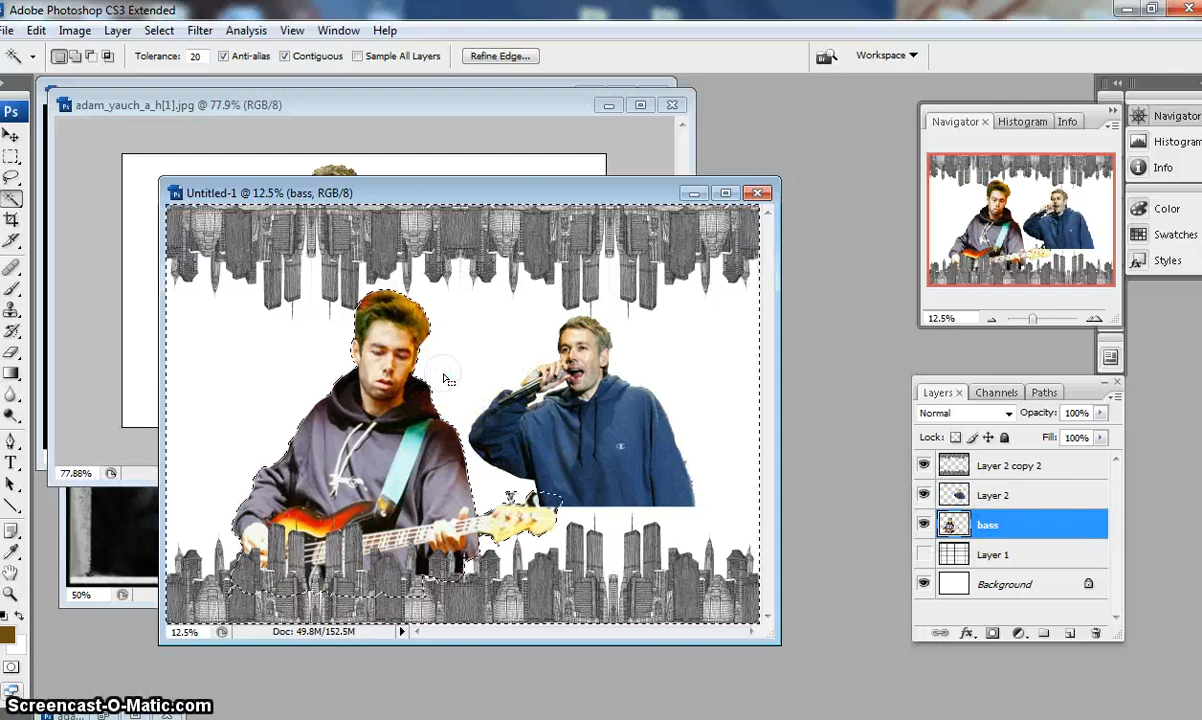 Adobe Photoshop CS3 Extended
File Edit Image Layer Select Filter Analysis View Window Help
Tolerance: 20 Anti-alias Contiguous Sample All Layers Refine Edge... Workspace
adam_yauch_a_h[1].jpg @ 77.9% (RGB/8)
Untitled-1 @ 12.5% (bass, RGB/8)
Navigator Histogram Info
Navigator
Histogram
Info
Color
Swatches
Styles
12.5%
Layers Channels Paths
Normal Opacity: 100%
Lock: Fill: 100%
Layer 2 copy 2
Layer 2
bass
Layer 1
Background
77.88%
50%
12.5% Doc: 49.8M/152.5M
Ps
T
Screencast-O-Matic.com